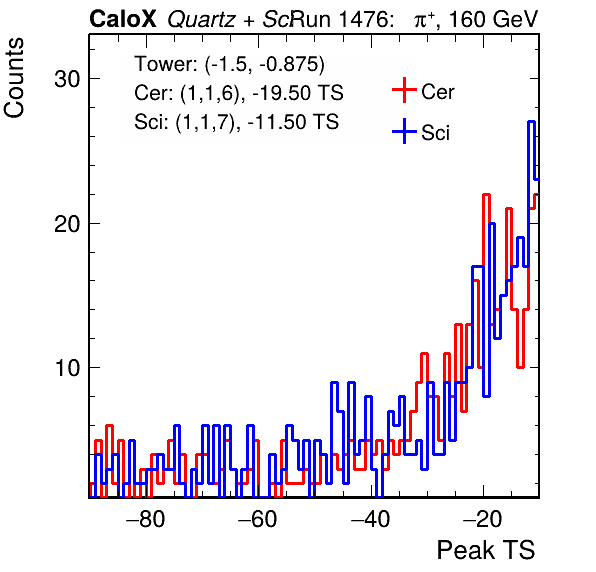 CaloX Quartz + ScRun 1476: π⁺, 160 GeV
Counts
Tower: (-1.5, -0.875)
Cer: (1,1,6), -19.50 TS
Sci: (1,1,7), -11.50 TS
Cer
Sci
30
20
10
−80 −60 −40 −20
Peak TS